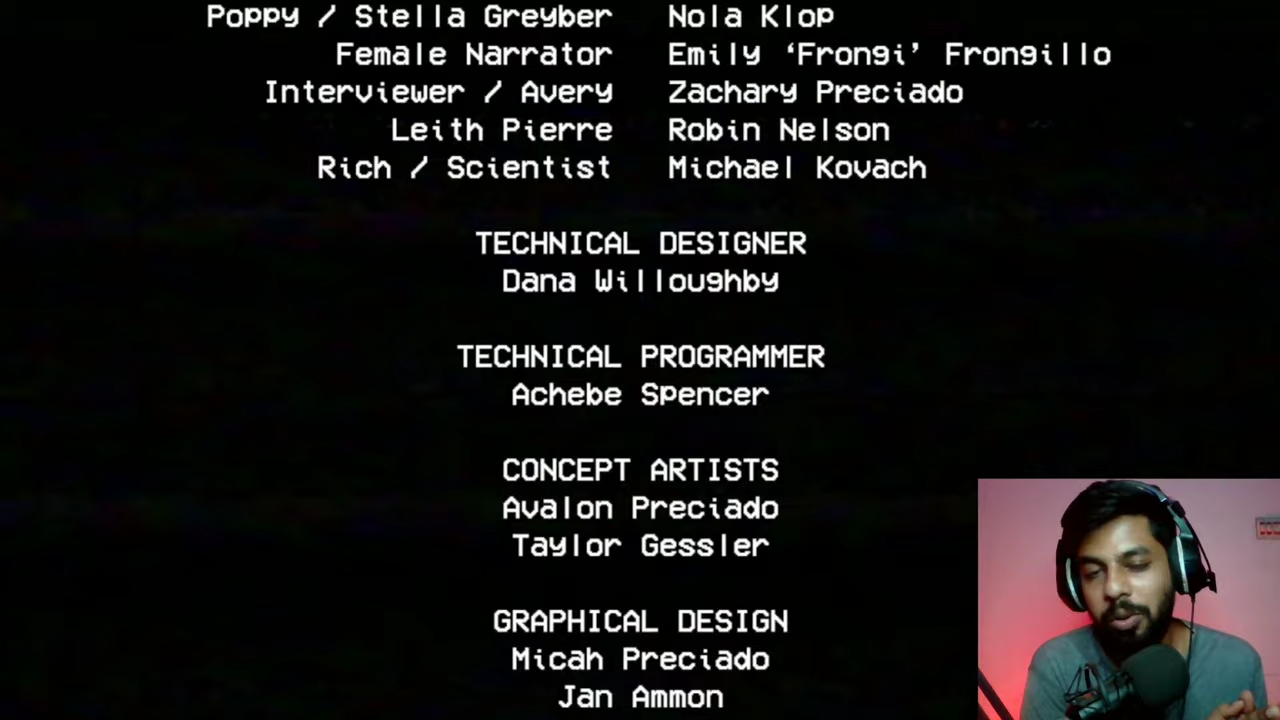 Poppy / Stella Greyber Nola Klop
Female Narrator Emily ‘Frongi’ Frongillo
Interviewer / Avery Zachary Preciado
Leith Pierre Robin Nelson
Rich / Scientist Michael Kovach
TECHNICAL DESIGNER
Dana Willoughby
TECHNICAL PROGRAMMER
Achebe Spencer
CONCEPT ARTISTS
Avalon Preciado
Taylor Gessler
GRAPHICAL DESIGN
Micah Preciado
Jan Ammon